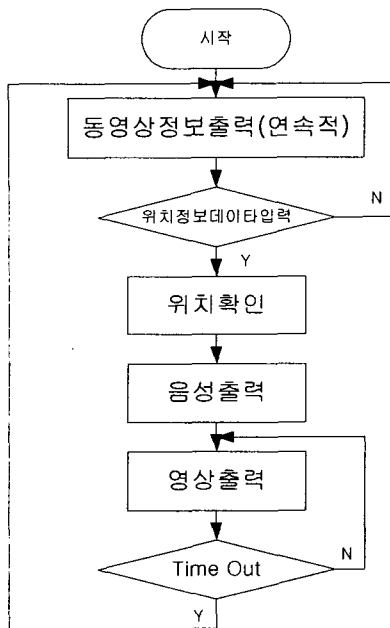 시작
동영상정보출력(연속적)
위치정보데이타입력
N
Y
위치확인
음성출력
영상출력
Time Out
N
Y